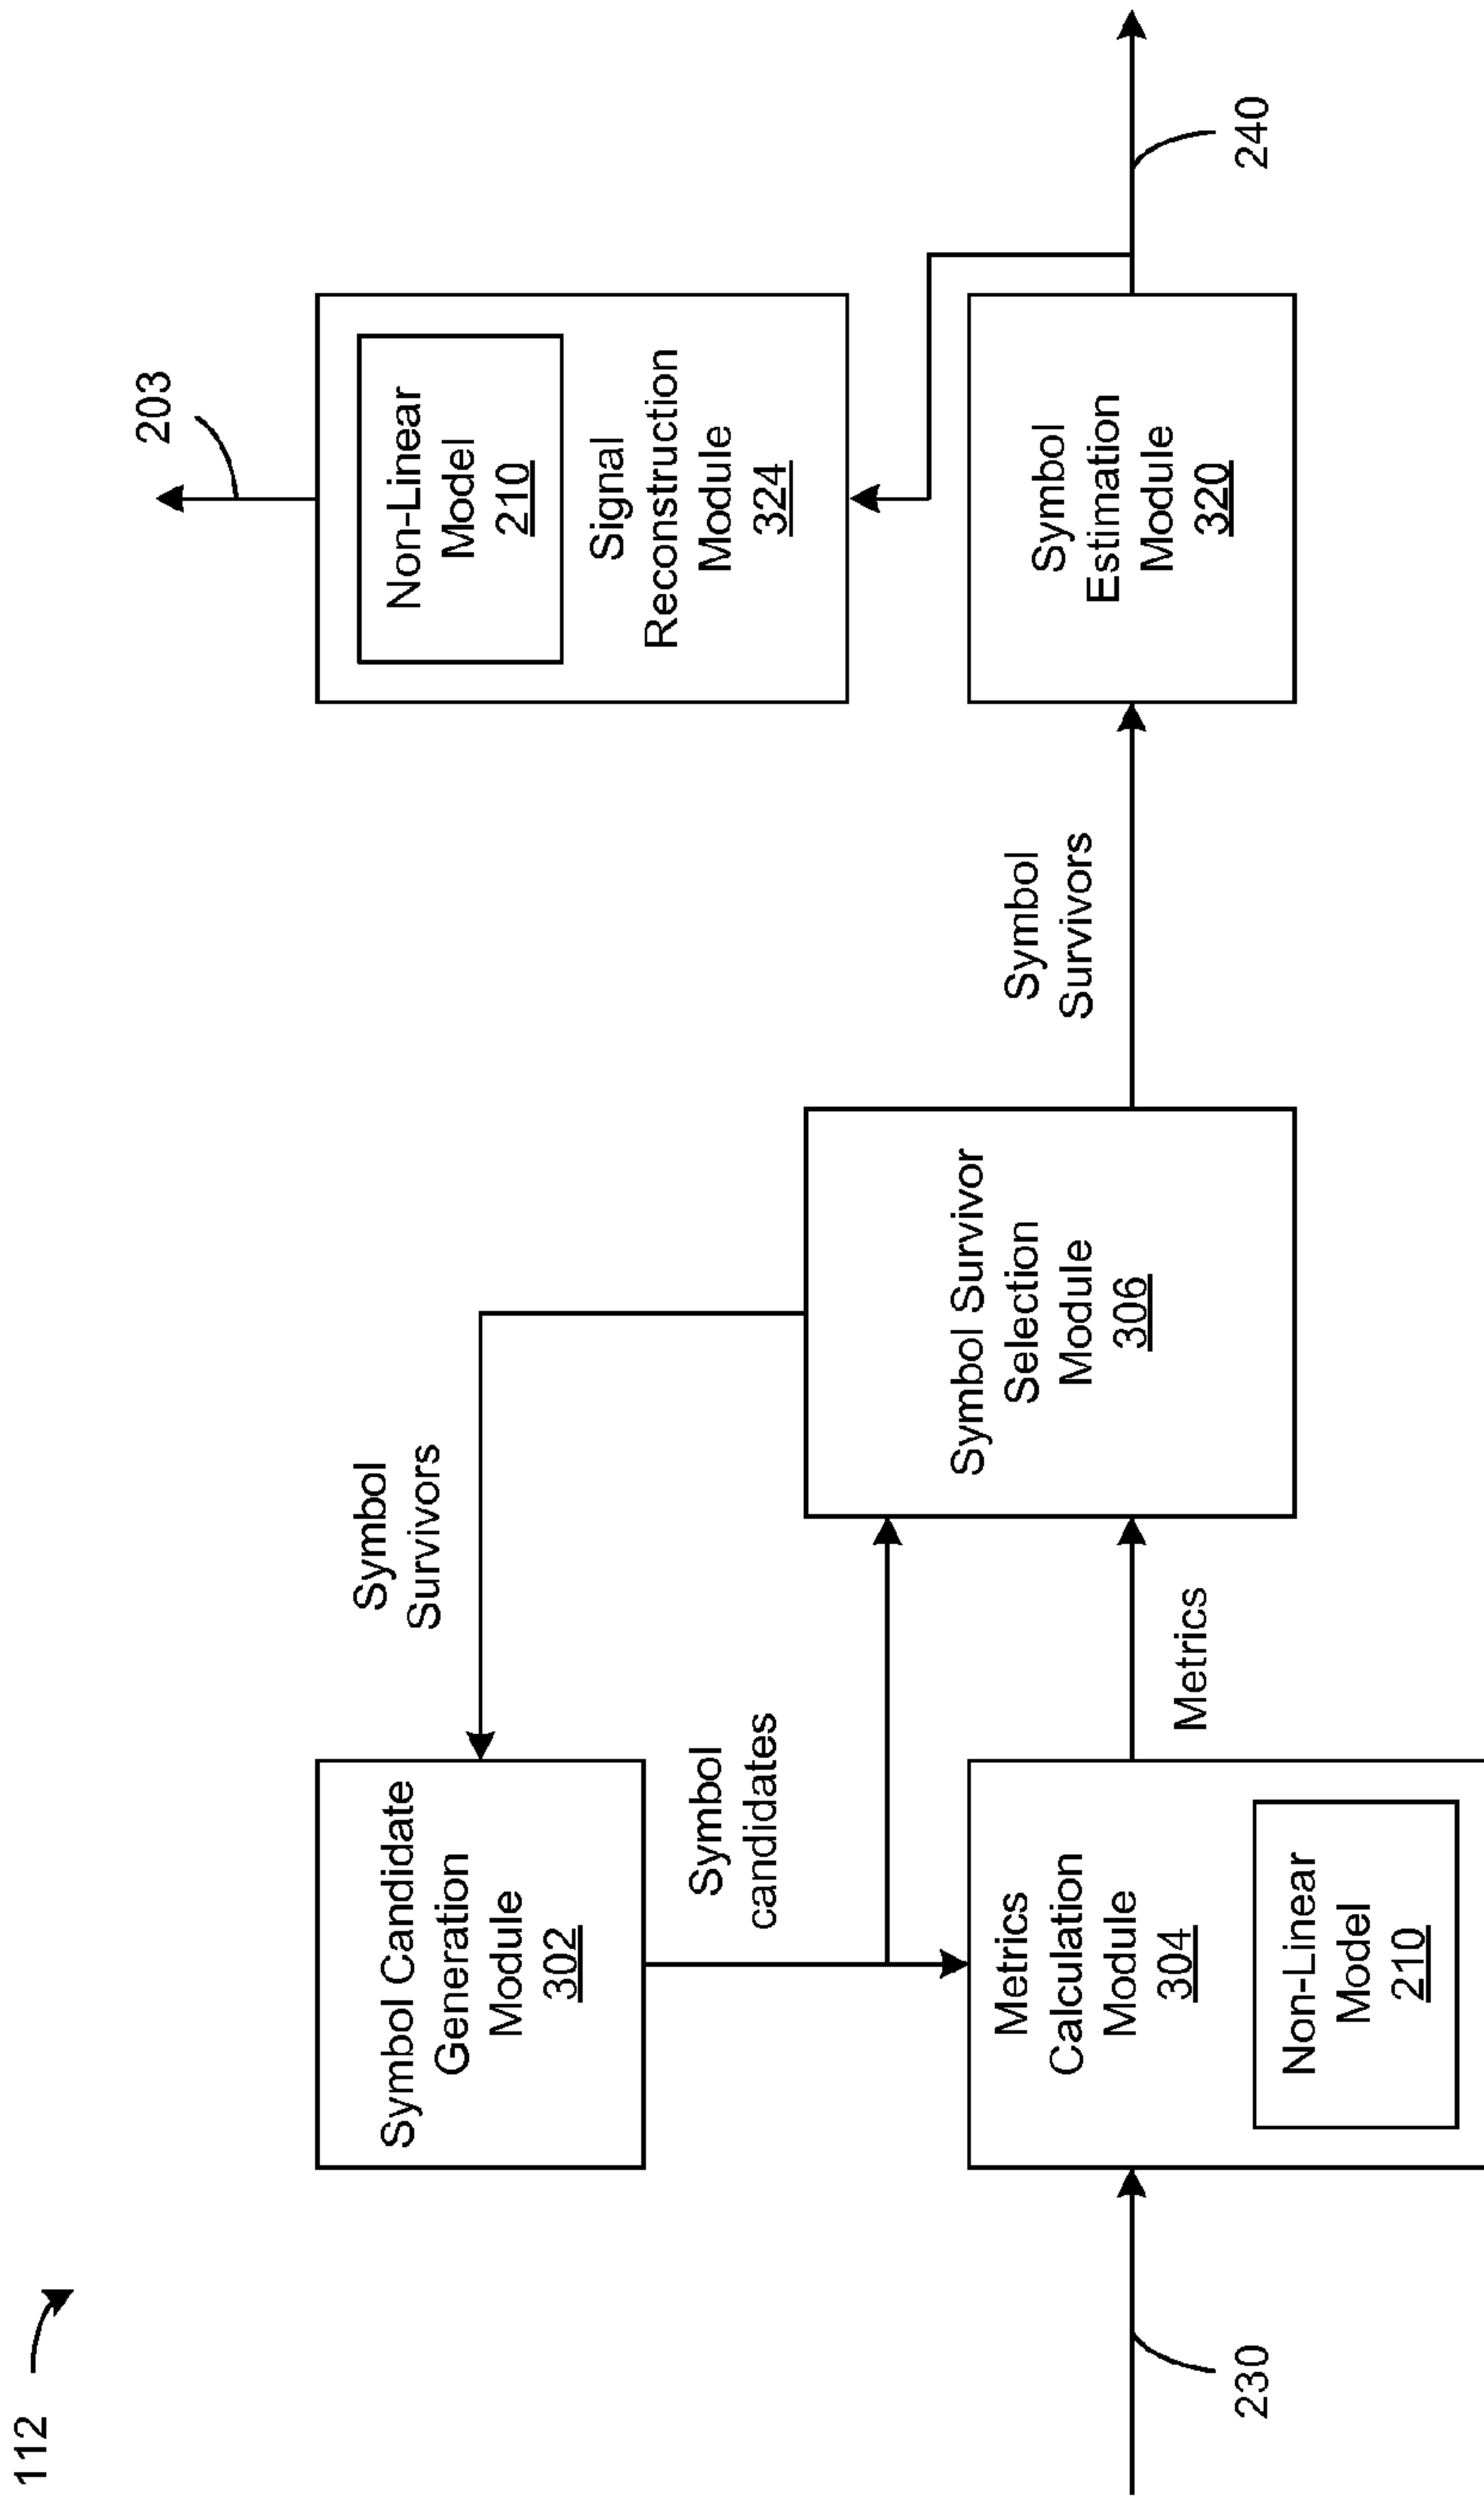 112
203
Non-Linear
Model
210
Signal
Reconstruction
Module
324
Symbol
Survivors
Symbol Candidate
Generation
Module
302
Symbol
candidates
Symbol Survivor
Selection
Module
306
Symbol
Survivors
Symbol
Estimation
Module
320
240
Metrics
Calculation
Module
304
Non-Linear
Model
210
Metrics
230